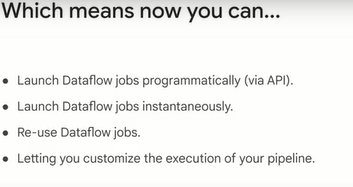 Which means now you can...
● Launch Dataflow jobs programmatically (via API).
● Launch Dataflow jobs instantaneously.
● Re-use Dataflow jobs.
● Letting you customize the execution of your pipeline.